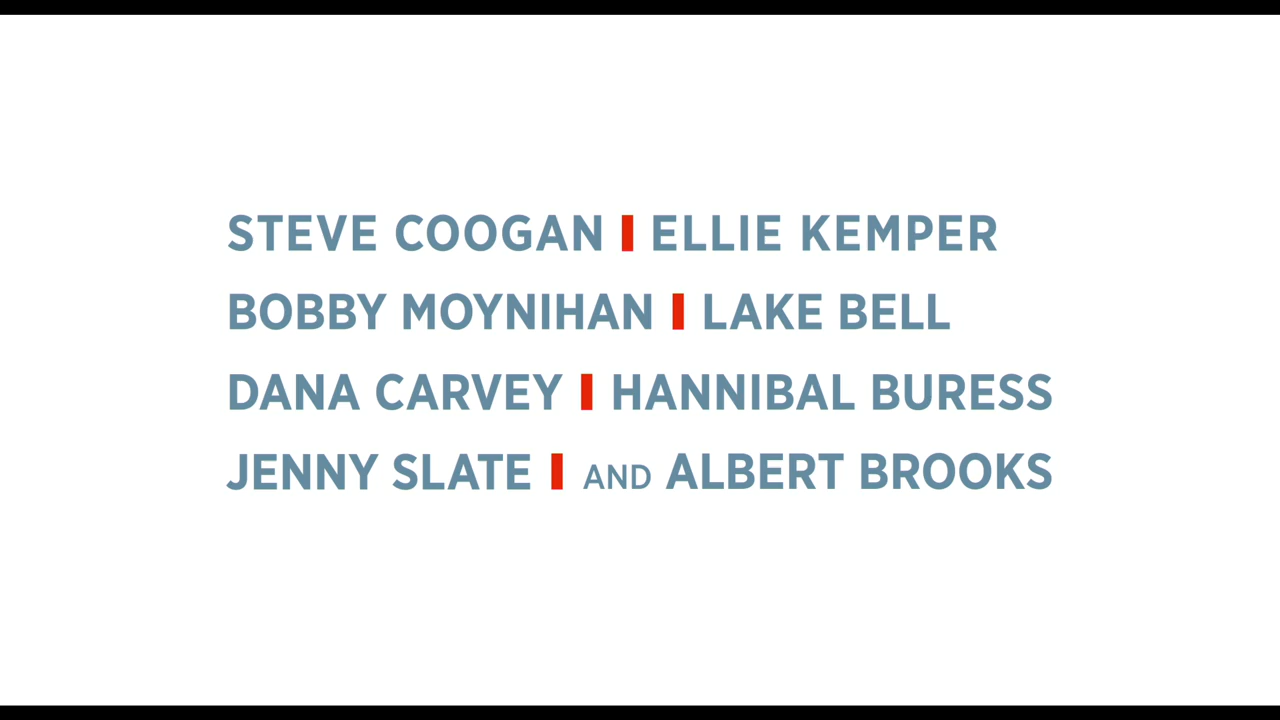 STEVE COOGAN | ELLIE KEMPER
BOBBY MOYNIHAN | LAKE BELL
DANA CARVEY | HANNIBAL BURESS
JENNY SLATE | AND ALBERT BROOKS